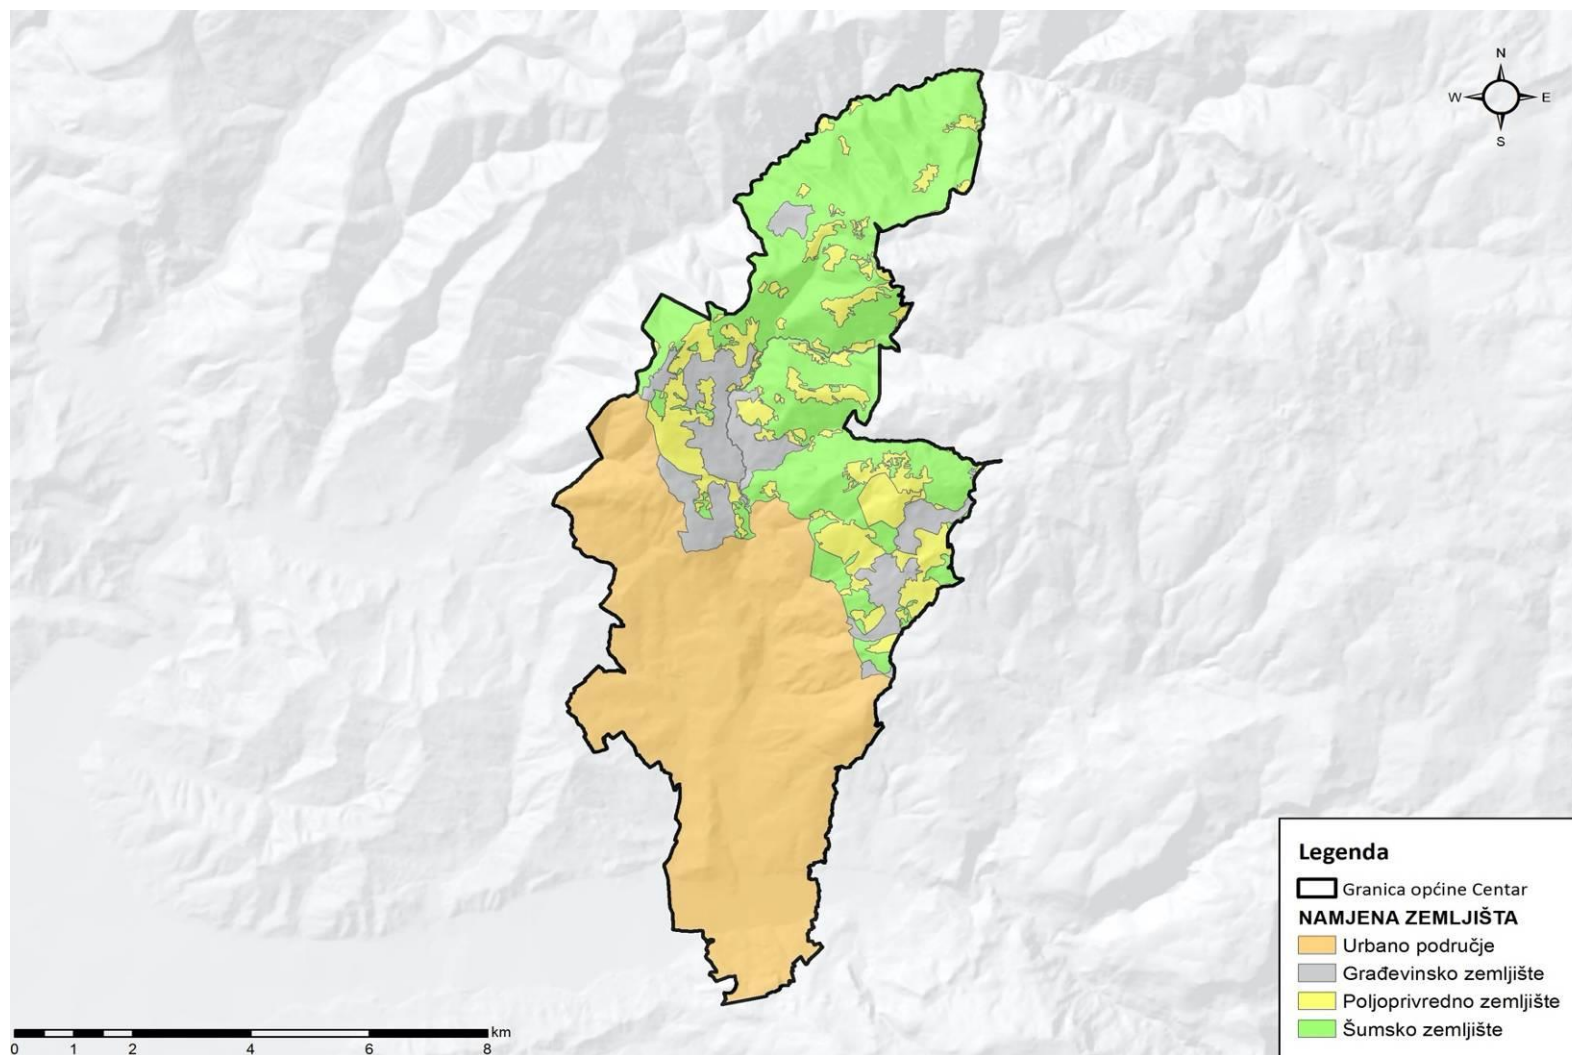 N
W E
S
Legenda
Granica općine Centar
NAMJENA ZEMLJIŠTA
Urbano područje
Građevinsko zemljište
Poljoprivredno zemljište
Šumsko zemljište
km
0 1 2 4 6 8